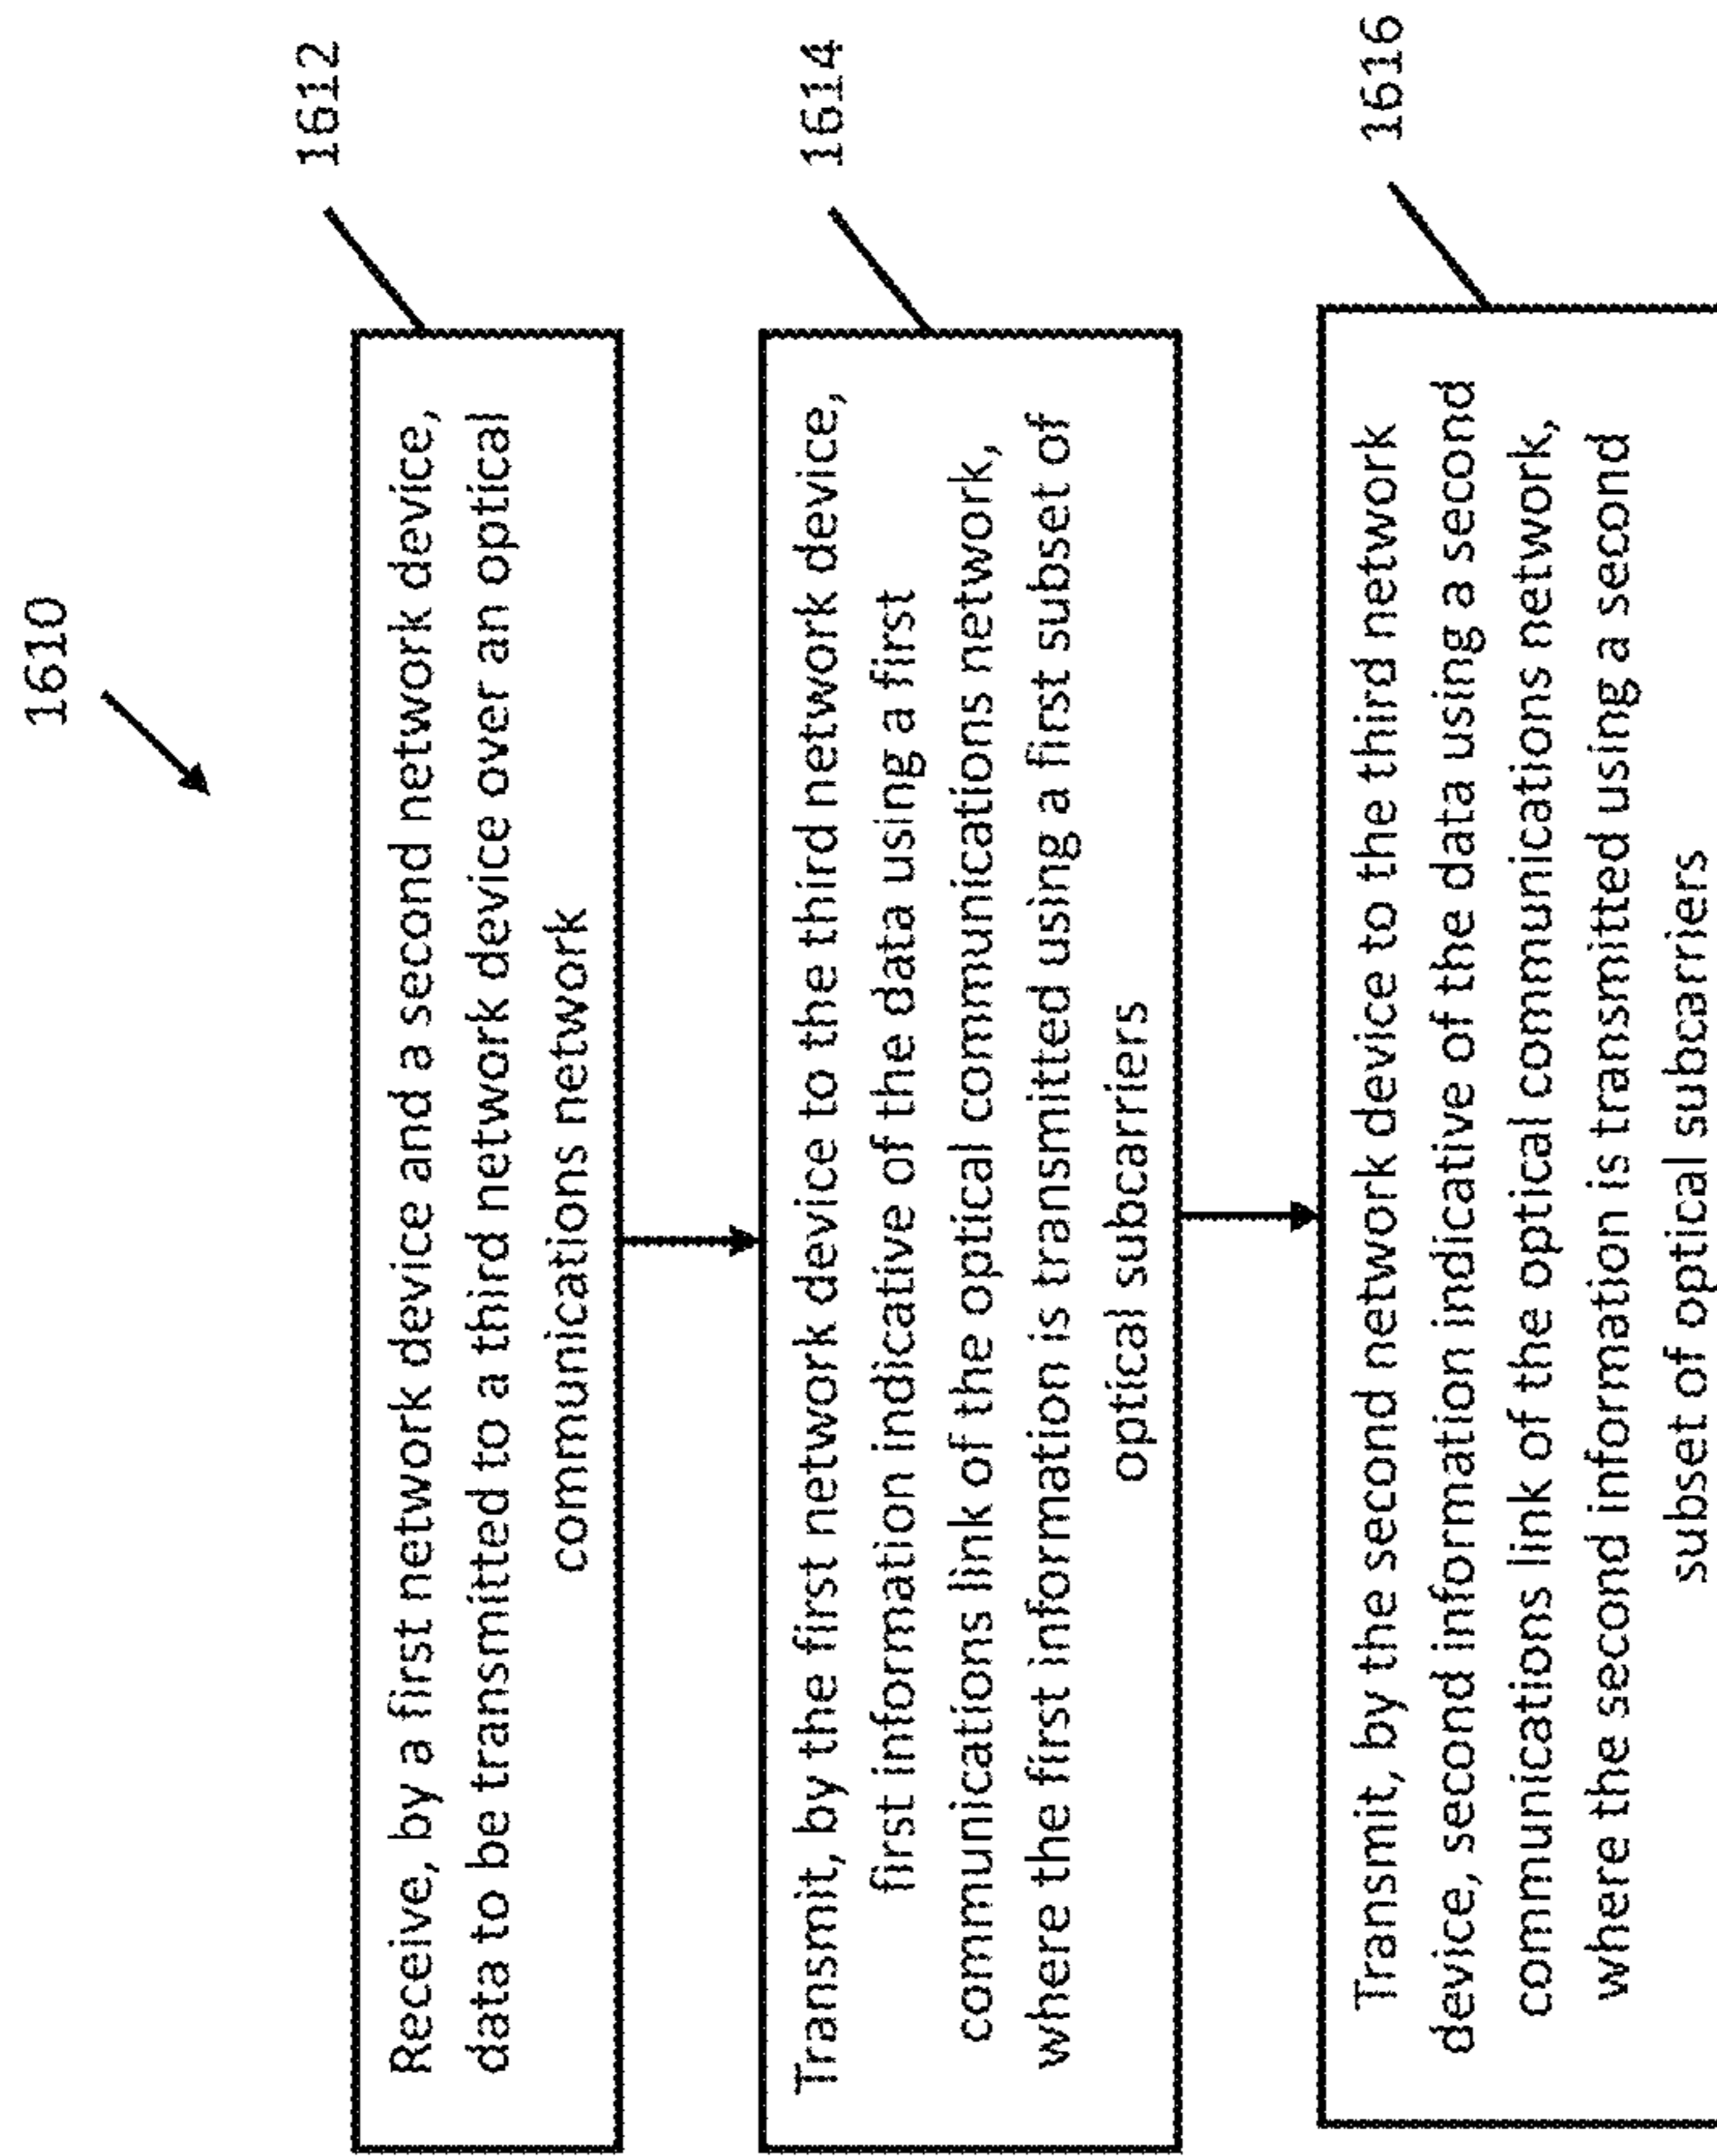 1610
1612
Receive, by a first network device and a second network device,
data to be transmitted to a third network device over an optical
communications network
1614
Transmit, by the first network device to the third network device,
first information indicative of the data using a first
communications link of the optical communications network,
where the first information is transmitted using a first subset of
optical subcarriers
1616
Transmit, by the second network device to the third network
device, second information indicative of the data using a second
communications link of the optical communications network,
where the second information is transmitted using a second
subset of optical subcarriers